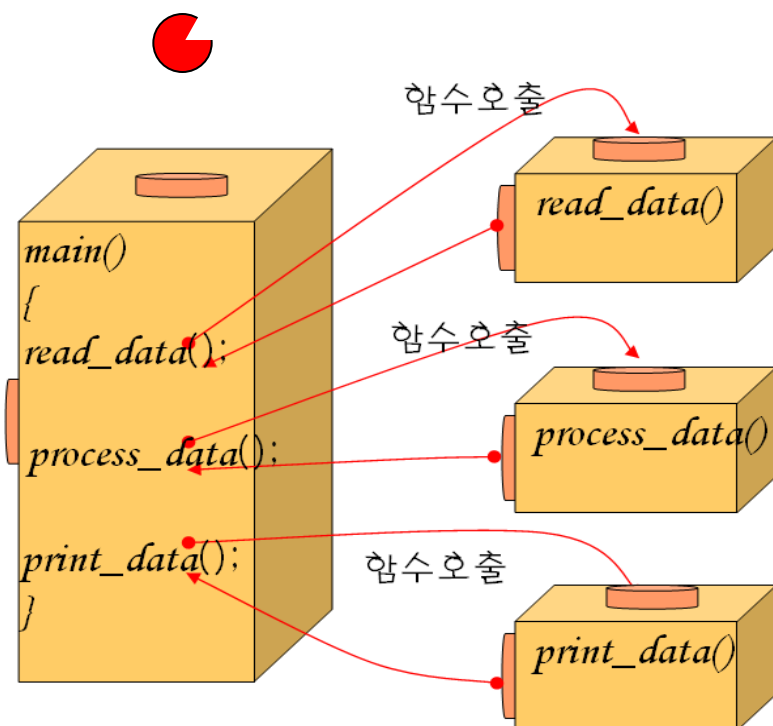 함수호출
main()
{
read_data();
process_data();
print_data();
}
read_data()
함수호출
process_data()
함수호출
print_data()